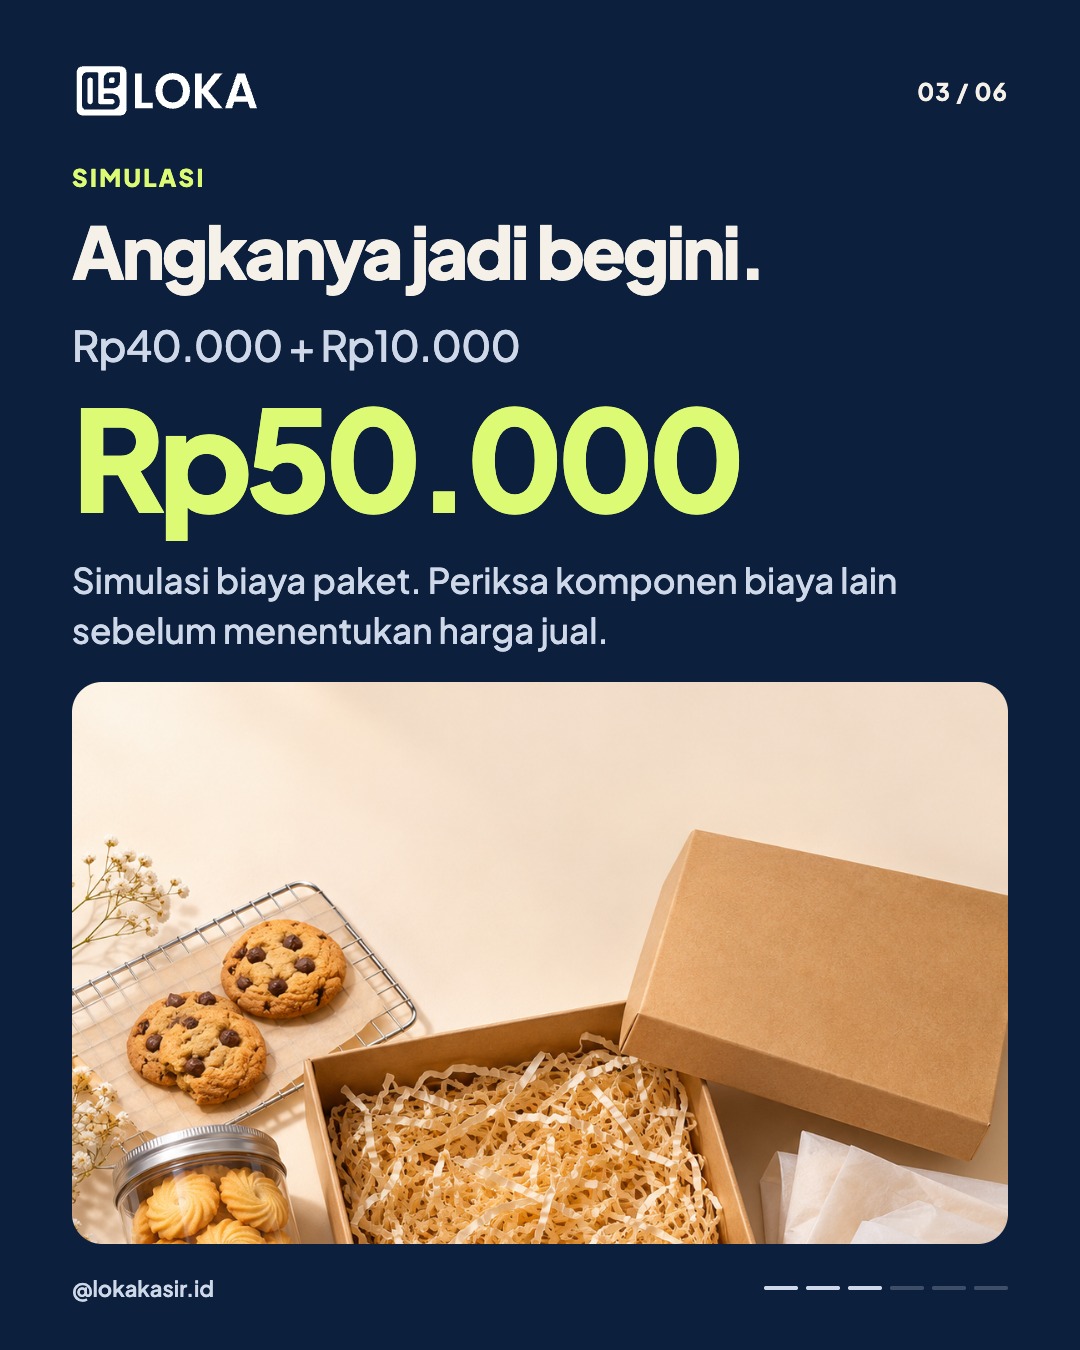 LOKA
03 / 06
SIMULASI
Angkanya jadi begini.
Rp40.000 + Rp10.000
Rp50.000
Simulasi biaya paket. Periksa komponen biaya lain
sebelum menentukan harga jual.
@lokakasir.id